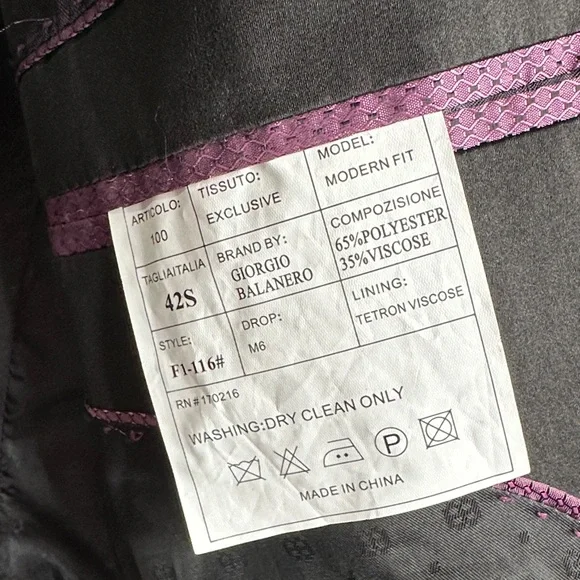 ARTICOLO:
100
TISSUTO:
EXCLUSIVE
MODEL:
MODERN FIT
TAGLIAITALIA
42S
BRAND BY:
GIORGIO
BALANERO
COMPOZISIONE
65%POLYESTER
35%VISCOSE
STYLE:
F1-116#
DROP:
M6
LINING:
TETRON VISCOSE
RN#170216
WASHING:DRY CLEAN ONLY
P
MADE IN CHINA